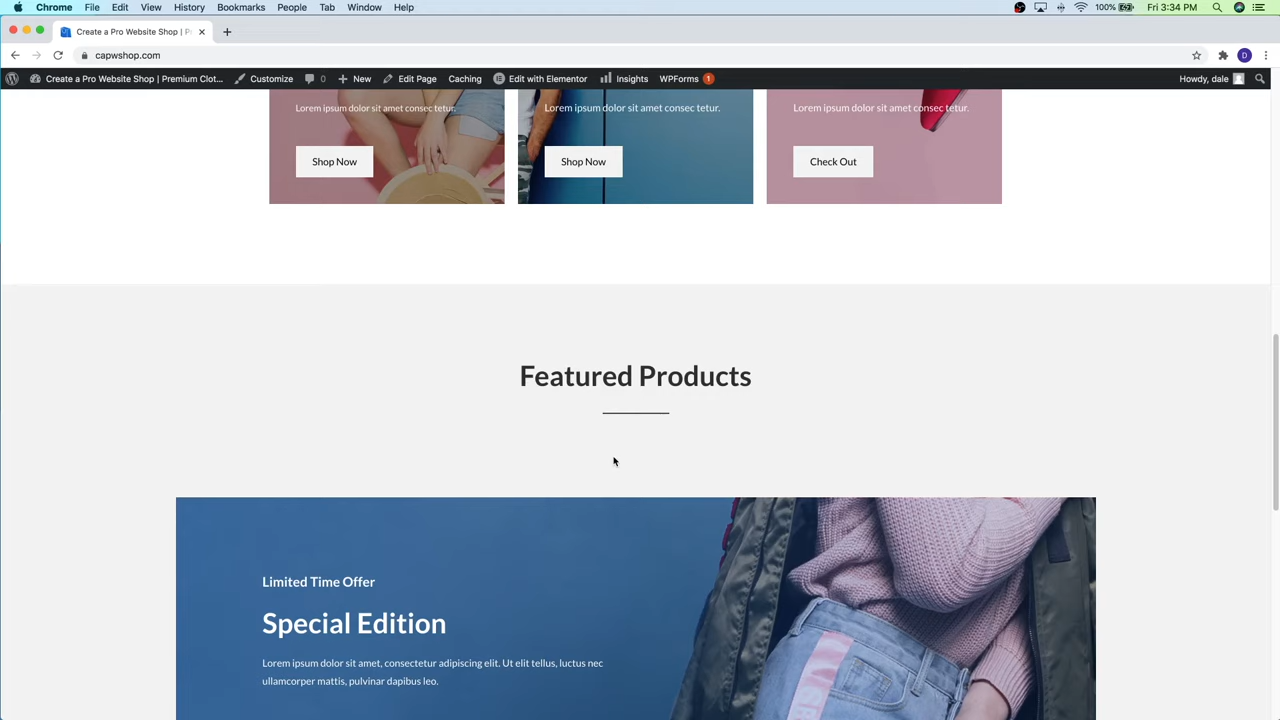 Chrome File Edit View History Bookmarks People Tab Window Help 100% Fri 3:34 PM
Create a Pro Website Shop |
capwshop.com
Create a Pro Website Shop | Premium Clot... Customize 0 New Edit Page Caching Edit with Elementor Insights WPForms 1 Howdy, dale
Lorem ipsum dolor sit amet consec tetur. Lorem ipsum dolor sit amet consec tetur. Lorem ipsum dolor sit amet consec tetur.
Shop Now Shop Now Check Out
Featured Products
Limited Time Offer
Special Edition
Lorem ipsum dolor sit amet, consectetur adipiscing elit. Ut elit tellus, luctus nec
ullamcorper mattis, pulvinar dapibus leo.